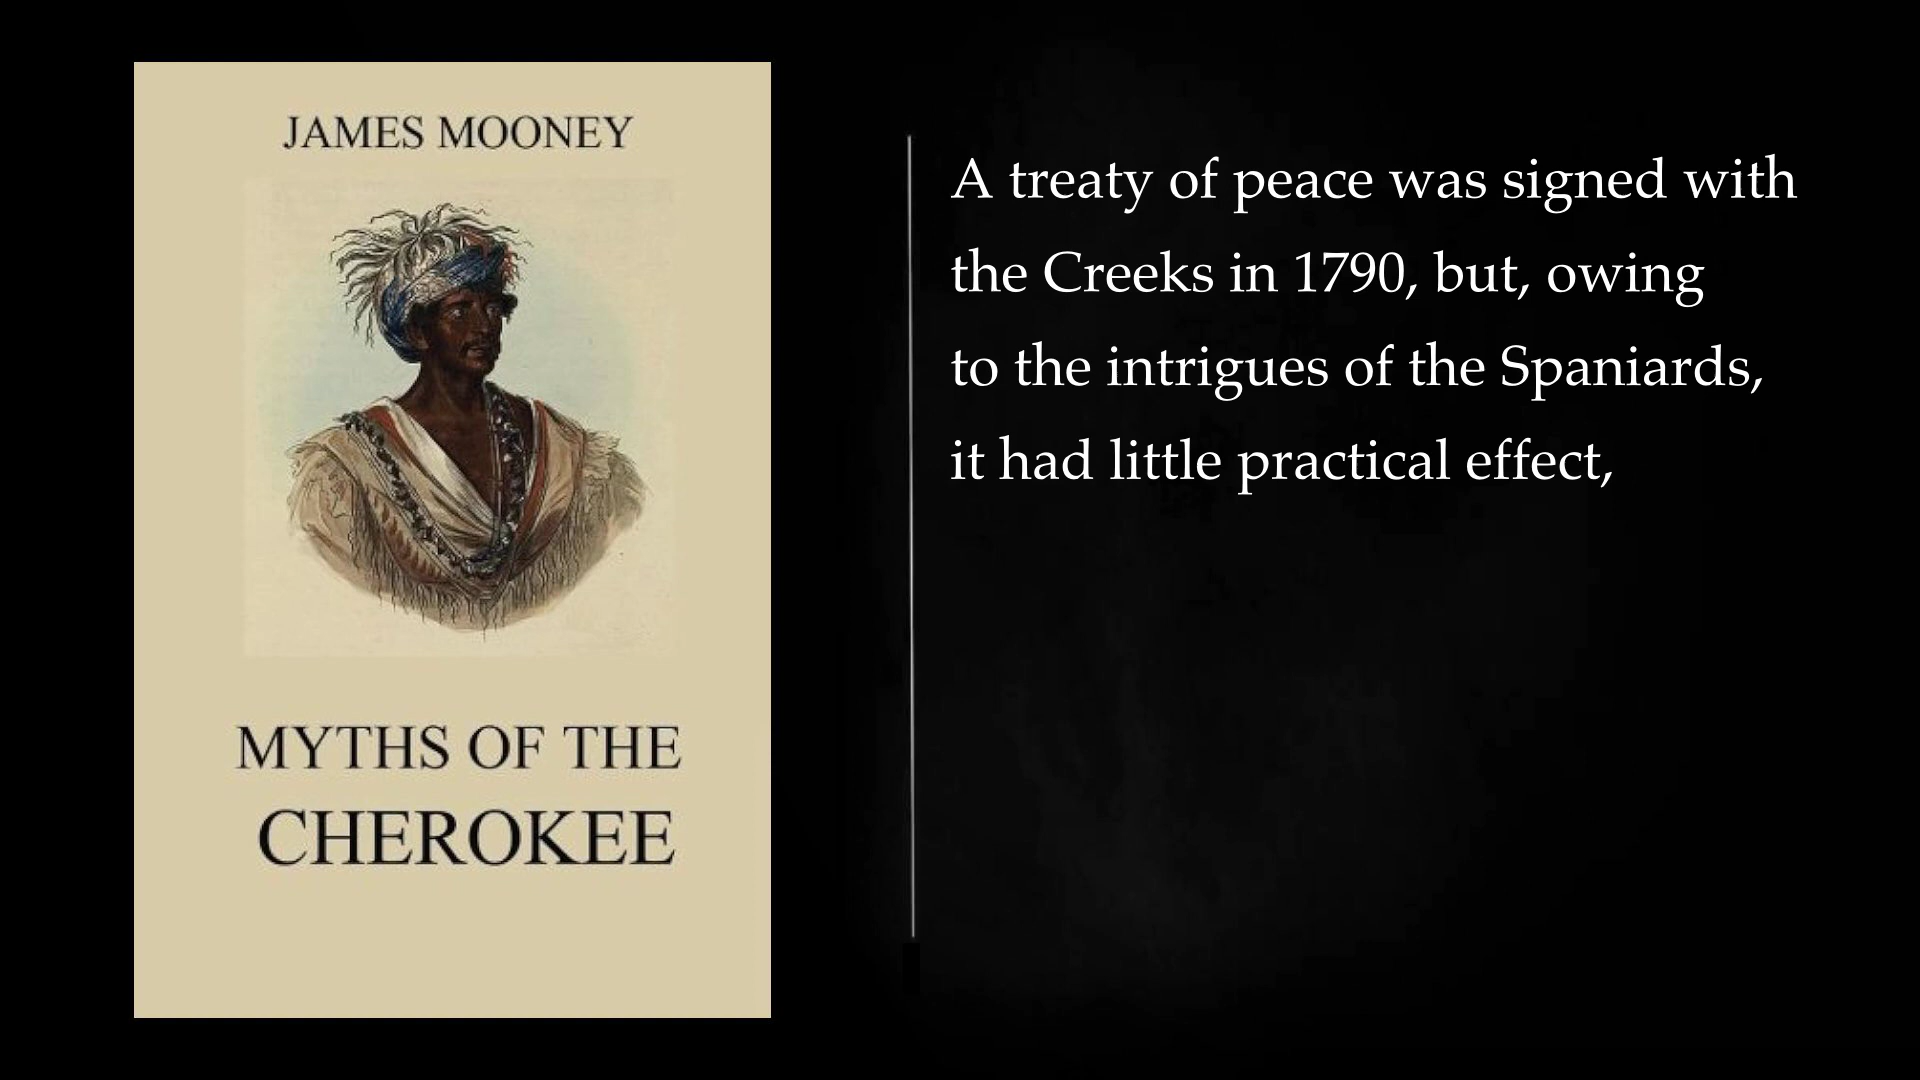 JAMES MOONEY
MYTHS OF THE
CHEROKEE
A treaty of peace was signed with
the Creeks in 1790, but, owing
to the intrigues of the Spaniards,
it had little practical effect,